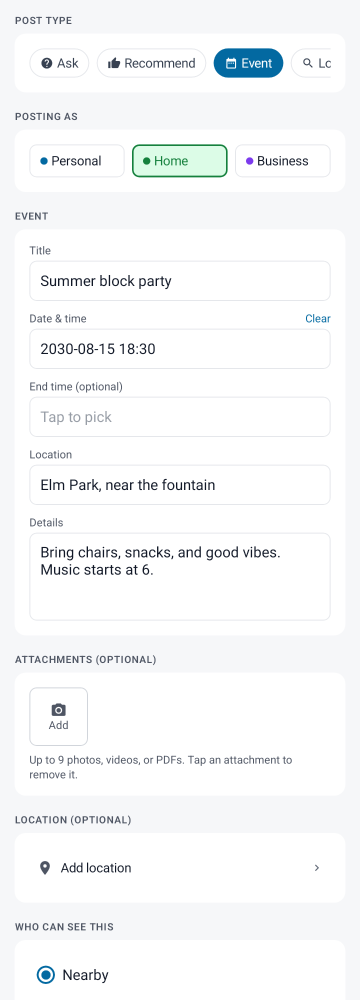 POST TYPE
Ask
Recommend
Event
Lo
POSTING AS
Personal
Home
Business
EVENT
Title
Summer block party
Date & time
Clear
2030-08-15 18:30
End time (optional)
Tap to pick
Location
Elm Park, near the fountain
Details
Bring chairs, snacks, and good vibes.
Music starts at 6.
ATTACHMENTS (OPTIONAL)
Add
Up to 9 photos, videos, or PDFs. Tap an attachment to
remove it.
LOCATION (OPTIONAL)
Add location
WHO CAN SEE THIS
Nearby